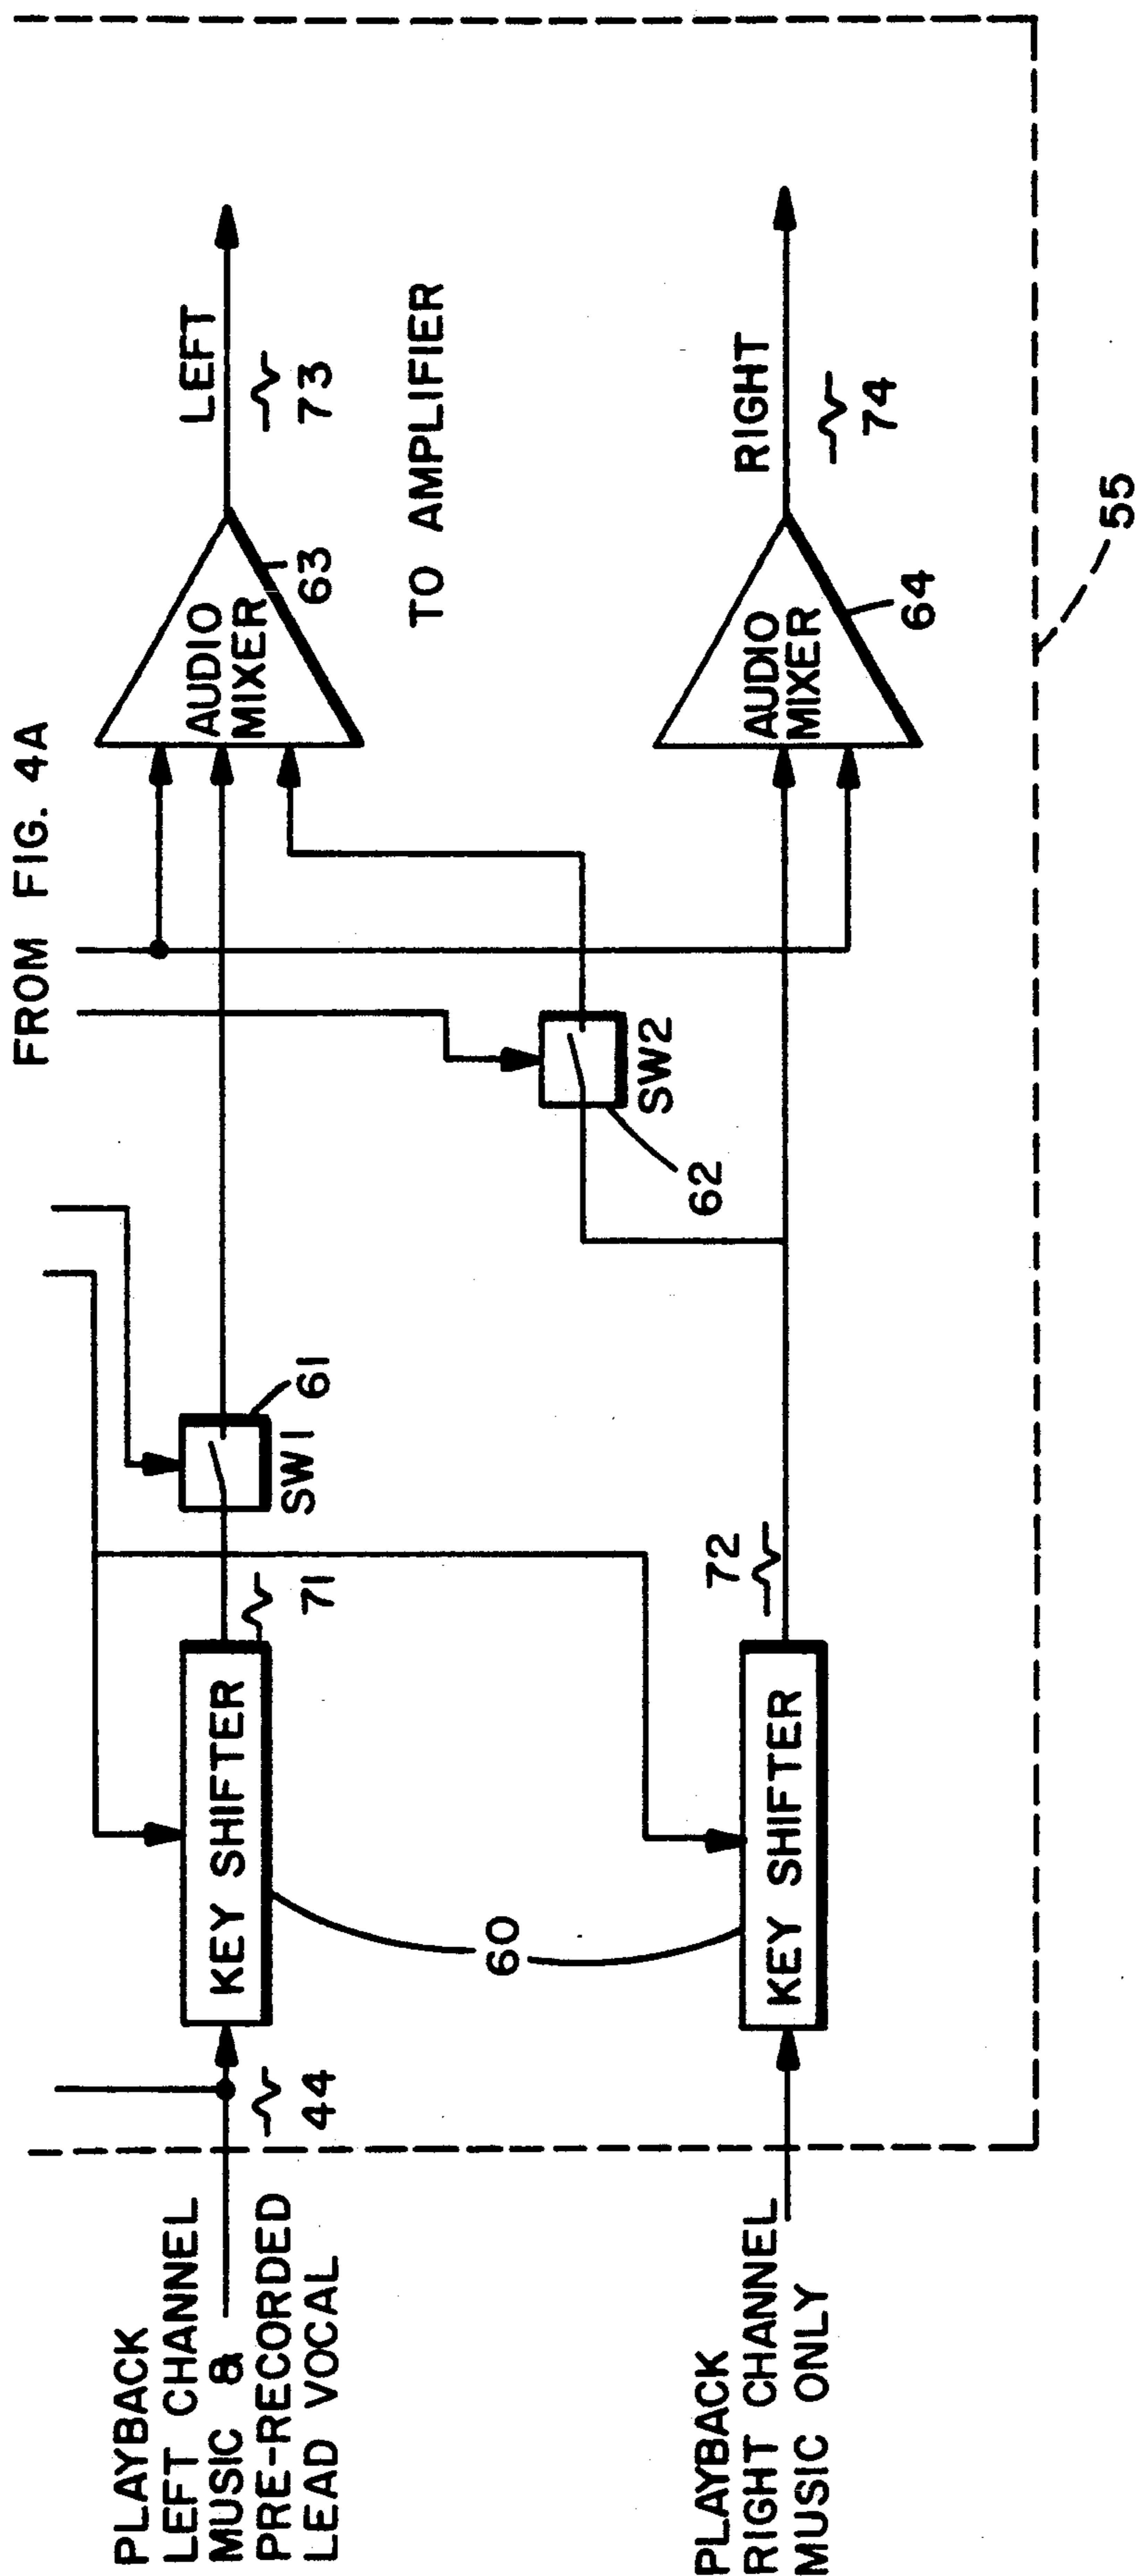 FROM FIG. 4A
PLAYBACK
LEFT CHANNEL
MUSIC &
PRE-RECORDED
LEAD VOCAL
44
KEY SHIFTER
71
SW1
61
AUDIO
MIXER
63
LEFT
73
60
62
SW2
TO AMPLIFIER
PLAYBACK
RIGHT CHANNEL
MUSIC ONLY
KEY SHIFTER
72
AUDIO
MIXER
64
RIGHT
74
55